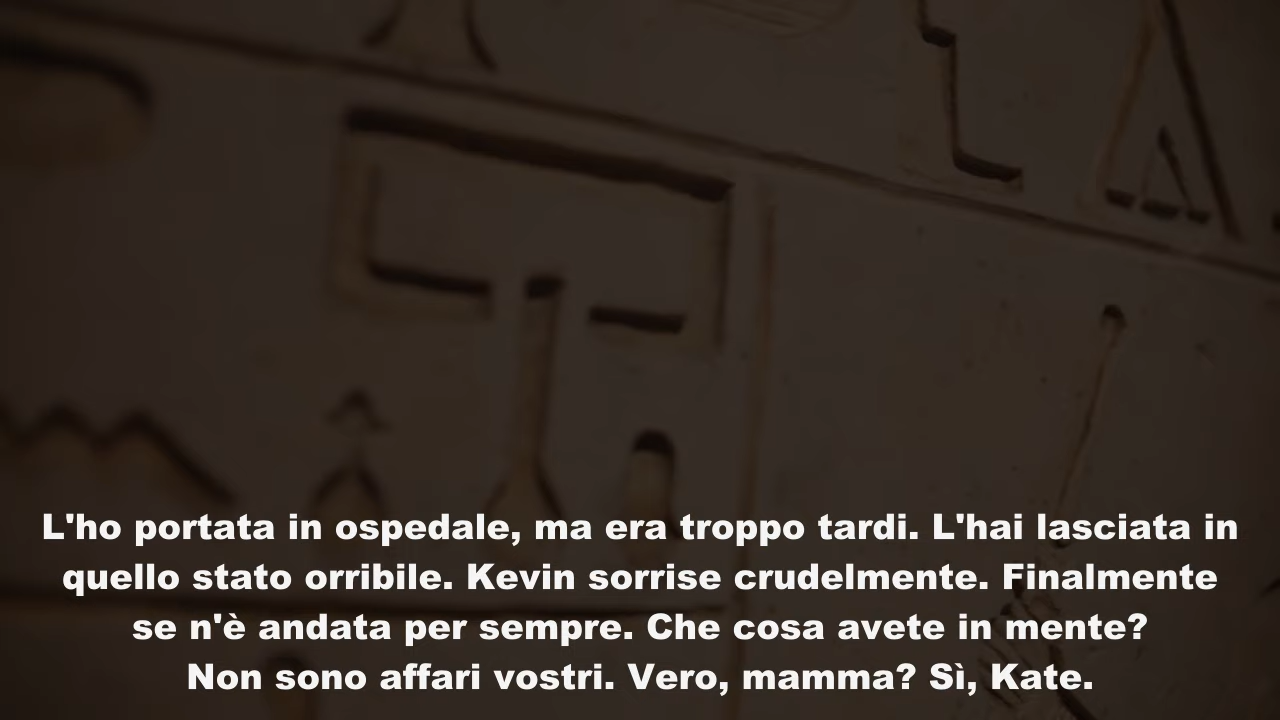 L'ho portata in ospedale, ma era troppo tardi. L'hai lasciata in
quello stato orribile. Kevin sorrise crudelmente. Finalmente
se n'è andata per sempre. Che cosa avete in mente?
Non sono affari vostri. Vero, mamma? Sì, Kate.